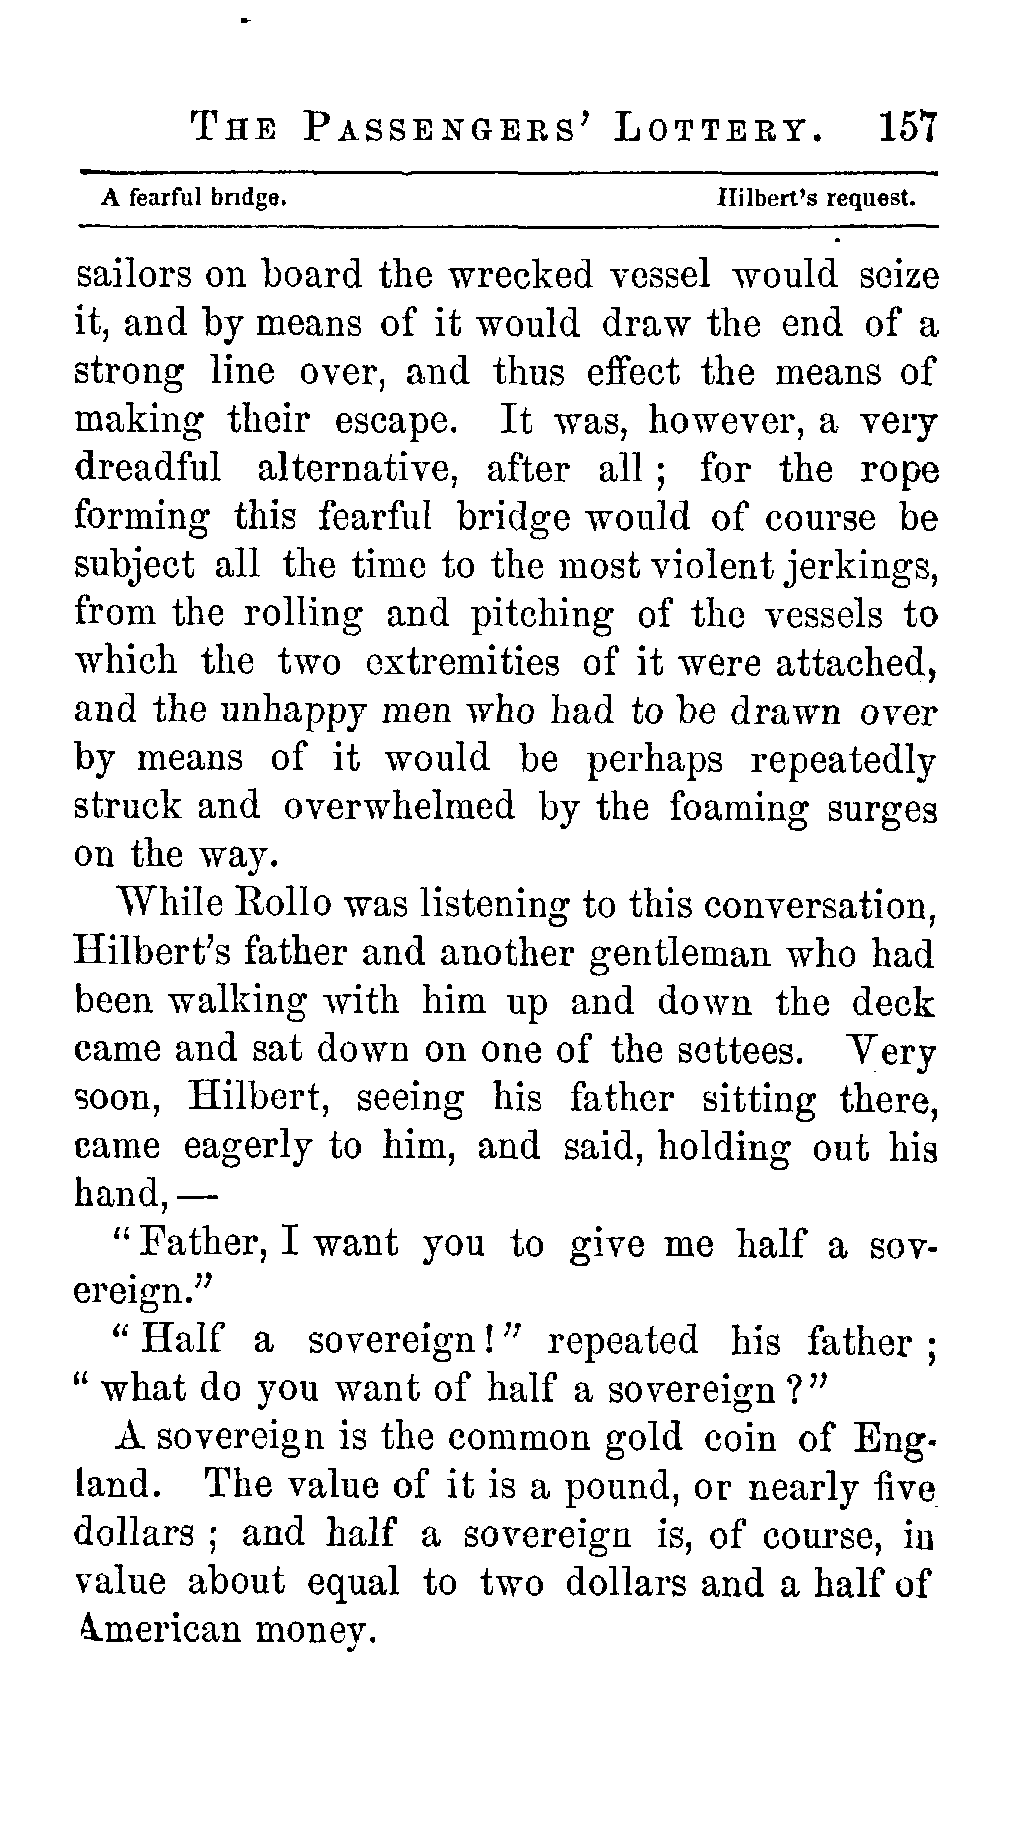 The Passengers' Lottery. 157
A fearful bridge. Hilbert's request.
sailors on board the wrecked vessel would seize
it, and by means of it would draw the end of a
strong line over, and thus effect the means of
making their escape. It was, however, a very
dreadful alternative, after all ; for the rope
forming this fearful bridge would of course be
subject all the time to the most violent jerkings,
from the rolling and pitching of the vessels to
which the two extremities of it were attached,
and the unhappy men who had to be drawn over
by means of it would be perhaps repeatedly
struck and overwhelmed by the foaming surges
on the way.
While Rollo was listening to this conversation,
Hilbert's father and another gentleman who had
been walking with him up and down the deck
came and sat down on one of the settees. Very
soon, Hilbert, seeing his father sitting there,
came eagerly to him, and said, holding out his
hand, —
" Father, I want you to give me half a sov-
ereign."
" Half a sovereign ! " repeated his father ;
" what do you want of half a sovereign ? "
A sovereign is the common gold coin of Eng-
land. The value of it is a pound, or nearly five
dollars ; and half a sovereign is, of course, in
value about equal to two dollars and a half of
American money.